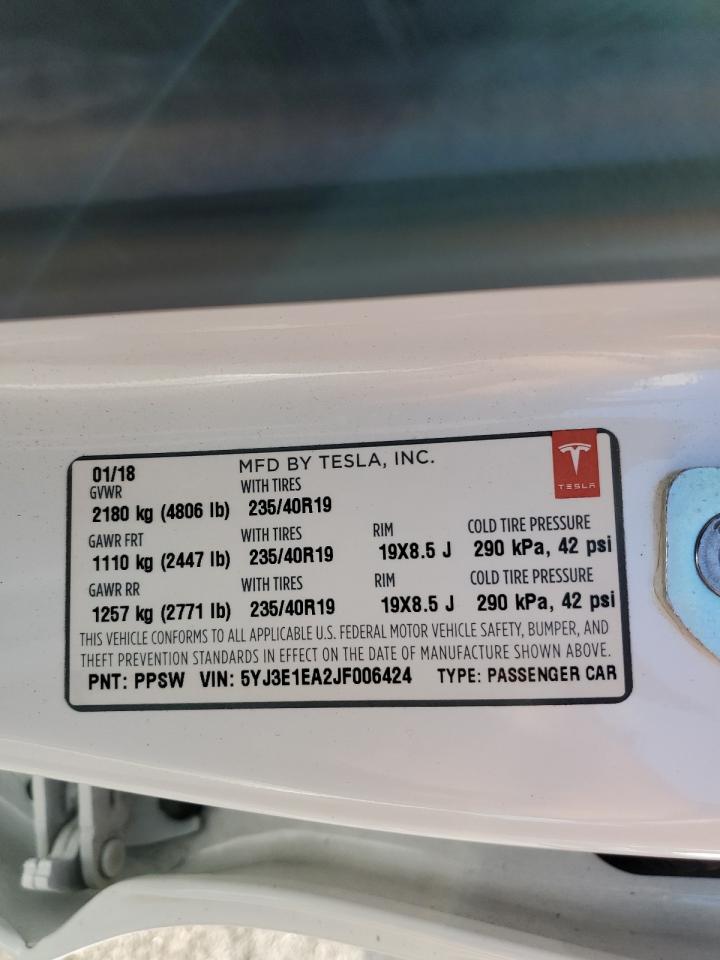 01/18 MFD BY TESLA, INC.
GVWR WITH TIRES
2180 kg (4806 lb) 235/40R19
GAWR FRT WITH TIRES RIM COLD TIRE PRESSURE
1110 kg (2447 lb) 235/40R19 19X8.5 J 290 kPa, 42 psi
GAWR RR WITH TIRES RIM COLD TIRE PRESSURE
1257 kg (2771 lb) 235/40R19 19X8.5 J 290 kPa, 42 psi
THIS VEHICLE CONFORMS TO ALL APPLICABLE U.S. FEDERAL MOTOR VEHICLE SAFETY, BUMPER, AND
THEFT PREVENTION STANDARDS IN EFFECT ON THE DATE OF MANUFACTURE SHOWN ABOVE.
PNT: PPSW VIN: 5YJ3E1EA2JF006424 TYPE: PASSENGER CAR
TESLA